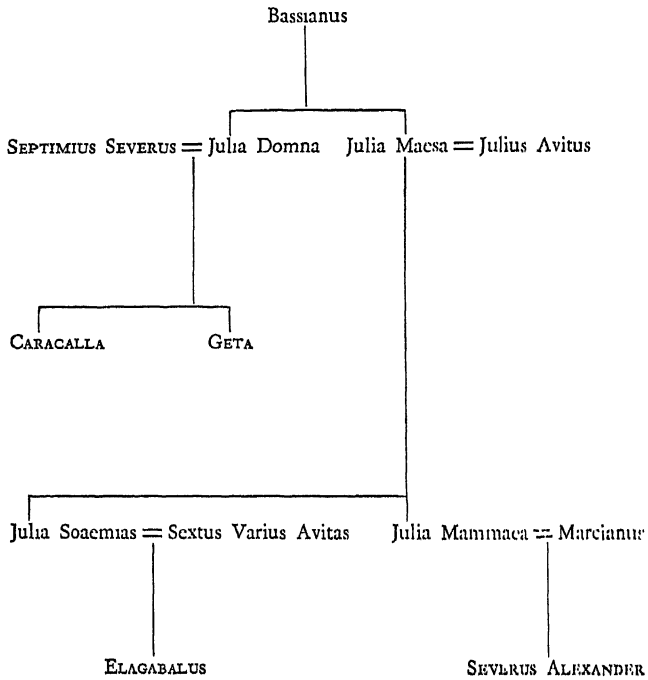 Bassianus
SEPTIMIUS SEVERUS = Julia Domna Julia Maesa = Julius Avitus
CARACALLA GETA
Julia Soaemias = Sextus Varius Avitas Julia Mammaea = Marcianus
ELAGABALUS SEVERUS ALEXANDER